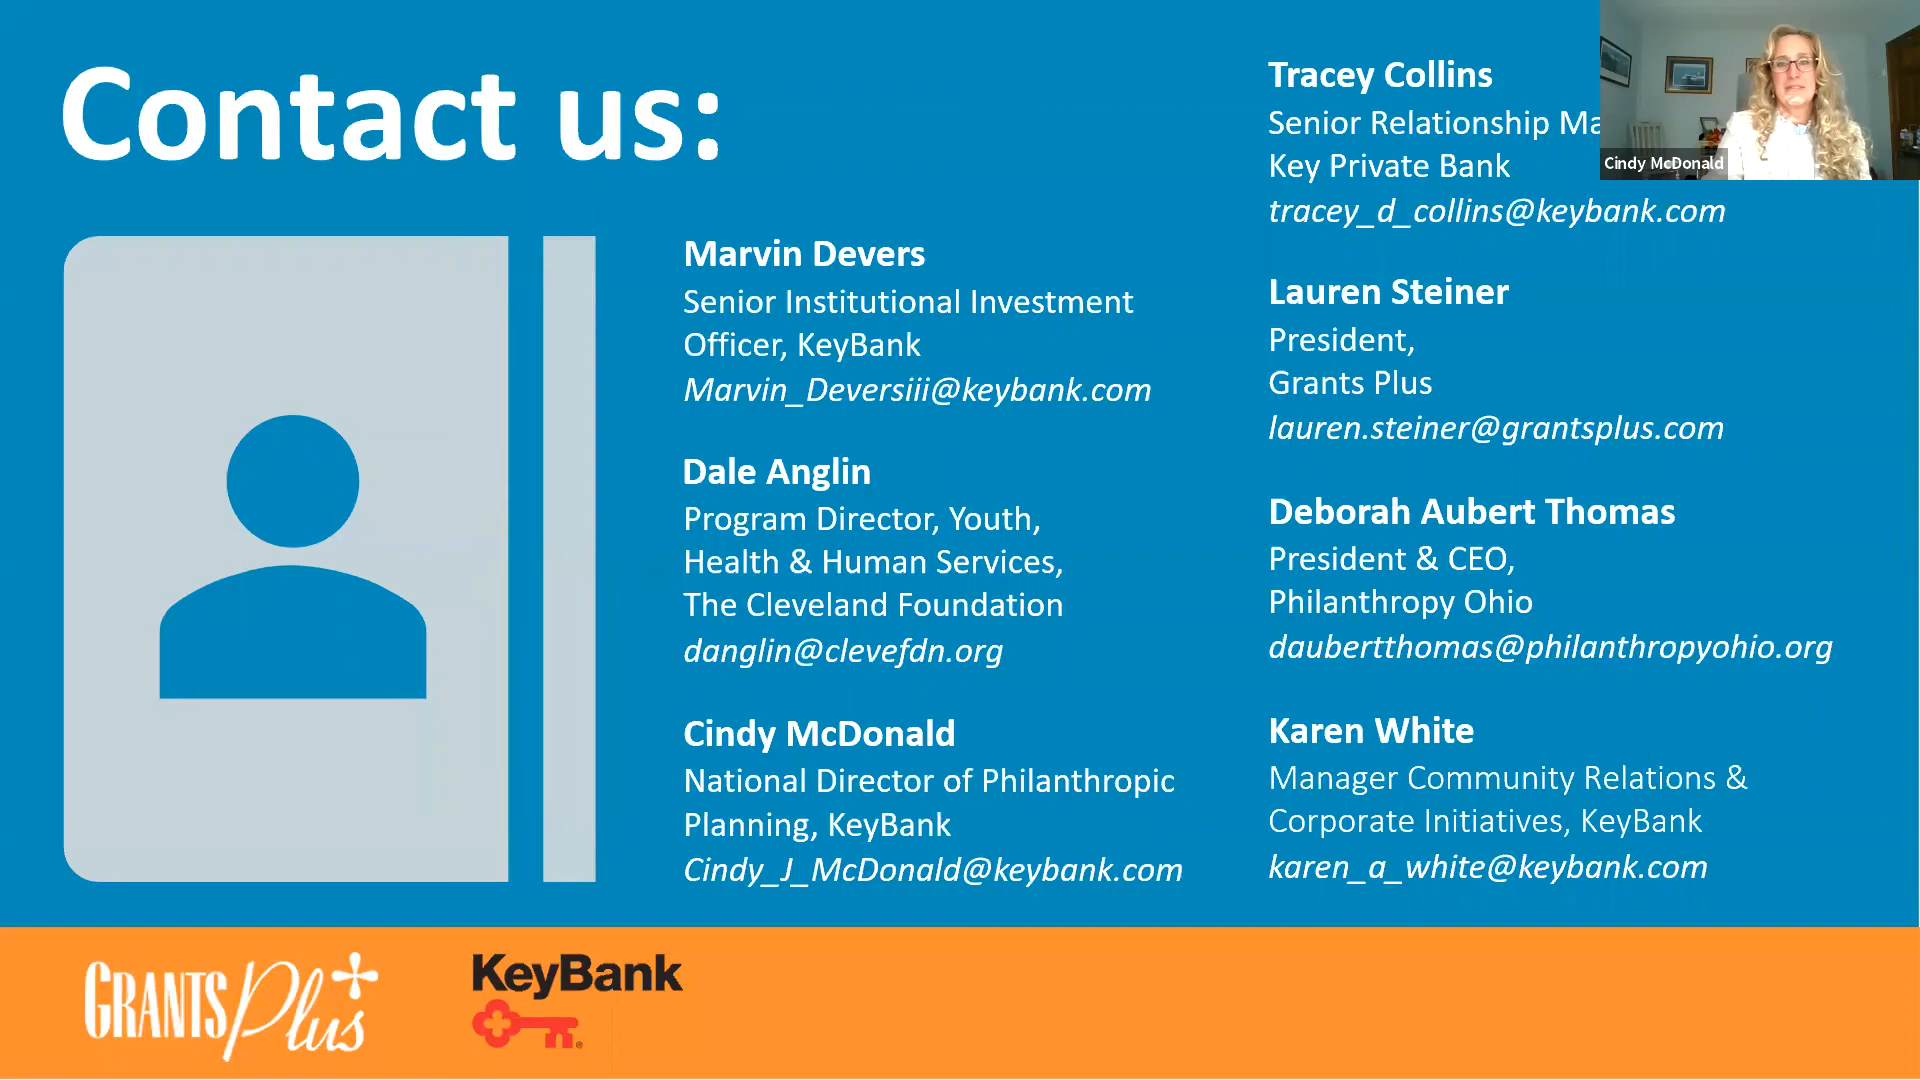 Contact us:
Marvin Devers
Senior Institutional Investment
Officer, KeyBank
Marvin_Deversiii@keybank.com
Dale Anglin
Program Director, Youth,
Health & Human Services,
The Cleveland Foundation
danglin@clevefdn.org
Cindy McDonald
National Director of Philanthropic
Planning, KeyBank
Cindy_J_McDonald@keybank.com
Tracey Collins
Senior Relationship
Key Private Bank
tracey_d_collins@keybank.com
Lauren Steiner
President,
Grants Plus
lauren.steiner@grantsplus.com
Deborah Aubert Thomas
President & CEO,
Philanthropy Ohio
daubertthomas@philanthropyohio.org
Karen White
Manager Community Relations &
Corporate Initiatives, KeyBank
karen_a_white@keybank.com
Cindy McDonald
GRANTS Plus
KeyBank